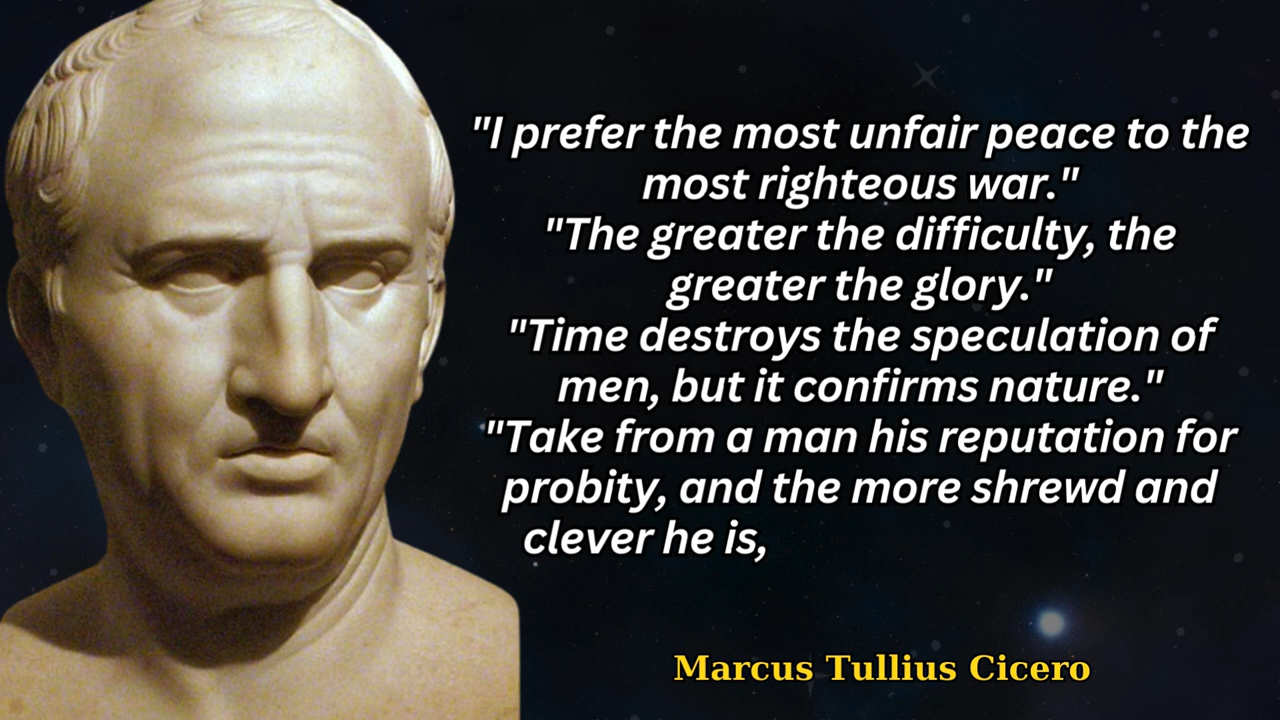 "I prefer the most unfair peace to the
most righteous war."
"The greater the difficulty, the
greater the glory."
"Time destroys the speculation of
men, but it confirms nature."
"Take from a man his reputation for
probity, and the more shrewd and
clever he is,
Marcus Tullius Cicero